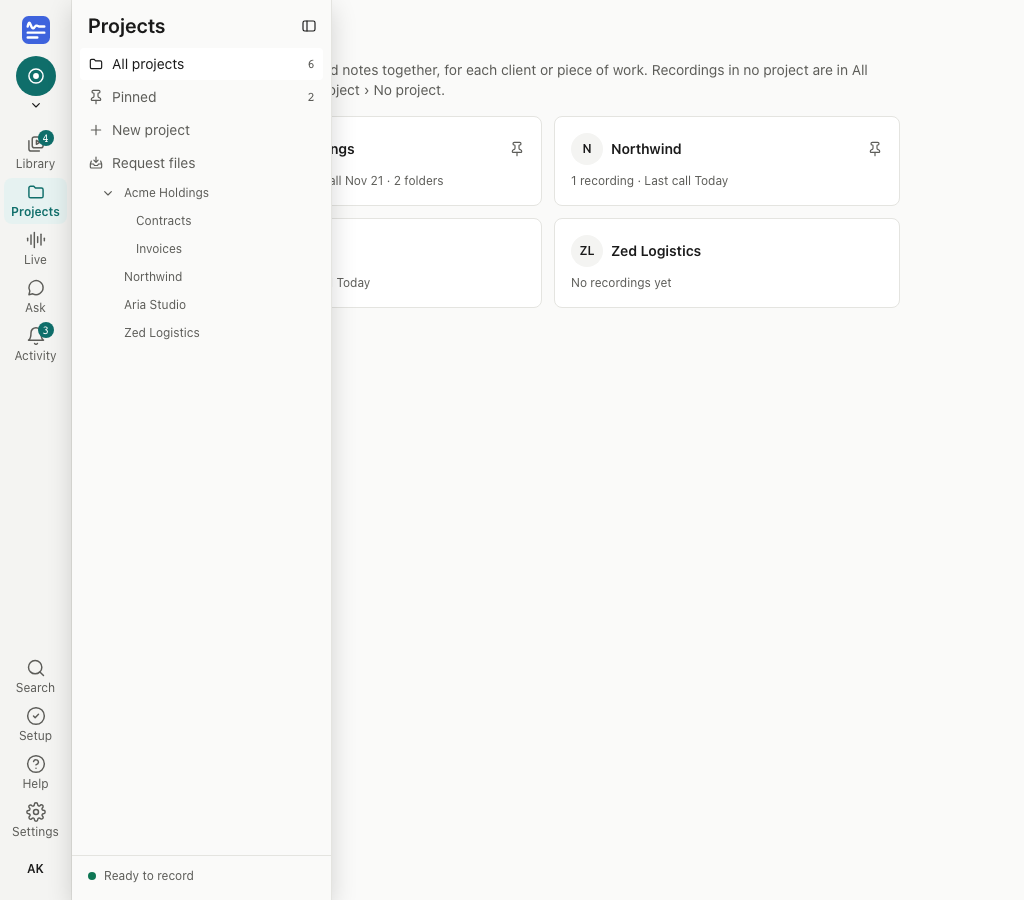 4
Library
Projects
Live
Ask
3
Activity
Search
Setup
Help
Settings
AK
Projects
All projects 6
Pinned 2
New project
Request files
Acme Holdings
Contracts
Invoices
Northwind
Aria Studio
Zed Logistics
Ready to record
notes together, for each client or piece of work. Recordings in no project are in All
› No project.
N Northwind
Nov 21 · 2 folders
1 recording · Last call Today
ZL Zed Logistics
Today
No recordings yet